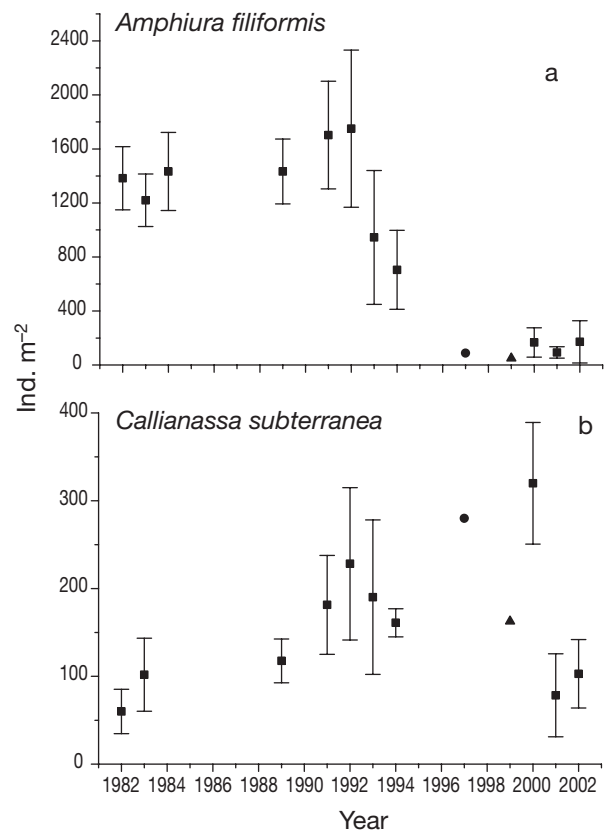 Amphiura filiformis
a
2400
2000
1600
1200
800
400
0
Ind. m⁻²
Callianassa subterranea
b
400
300
200
100
0
1982 1984 1986 1988 1990 1992 1994 1996 1998 2000 2002
Year